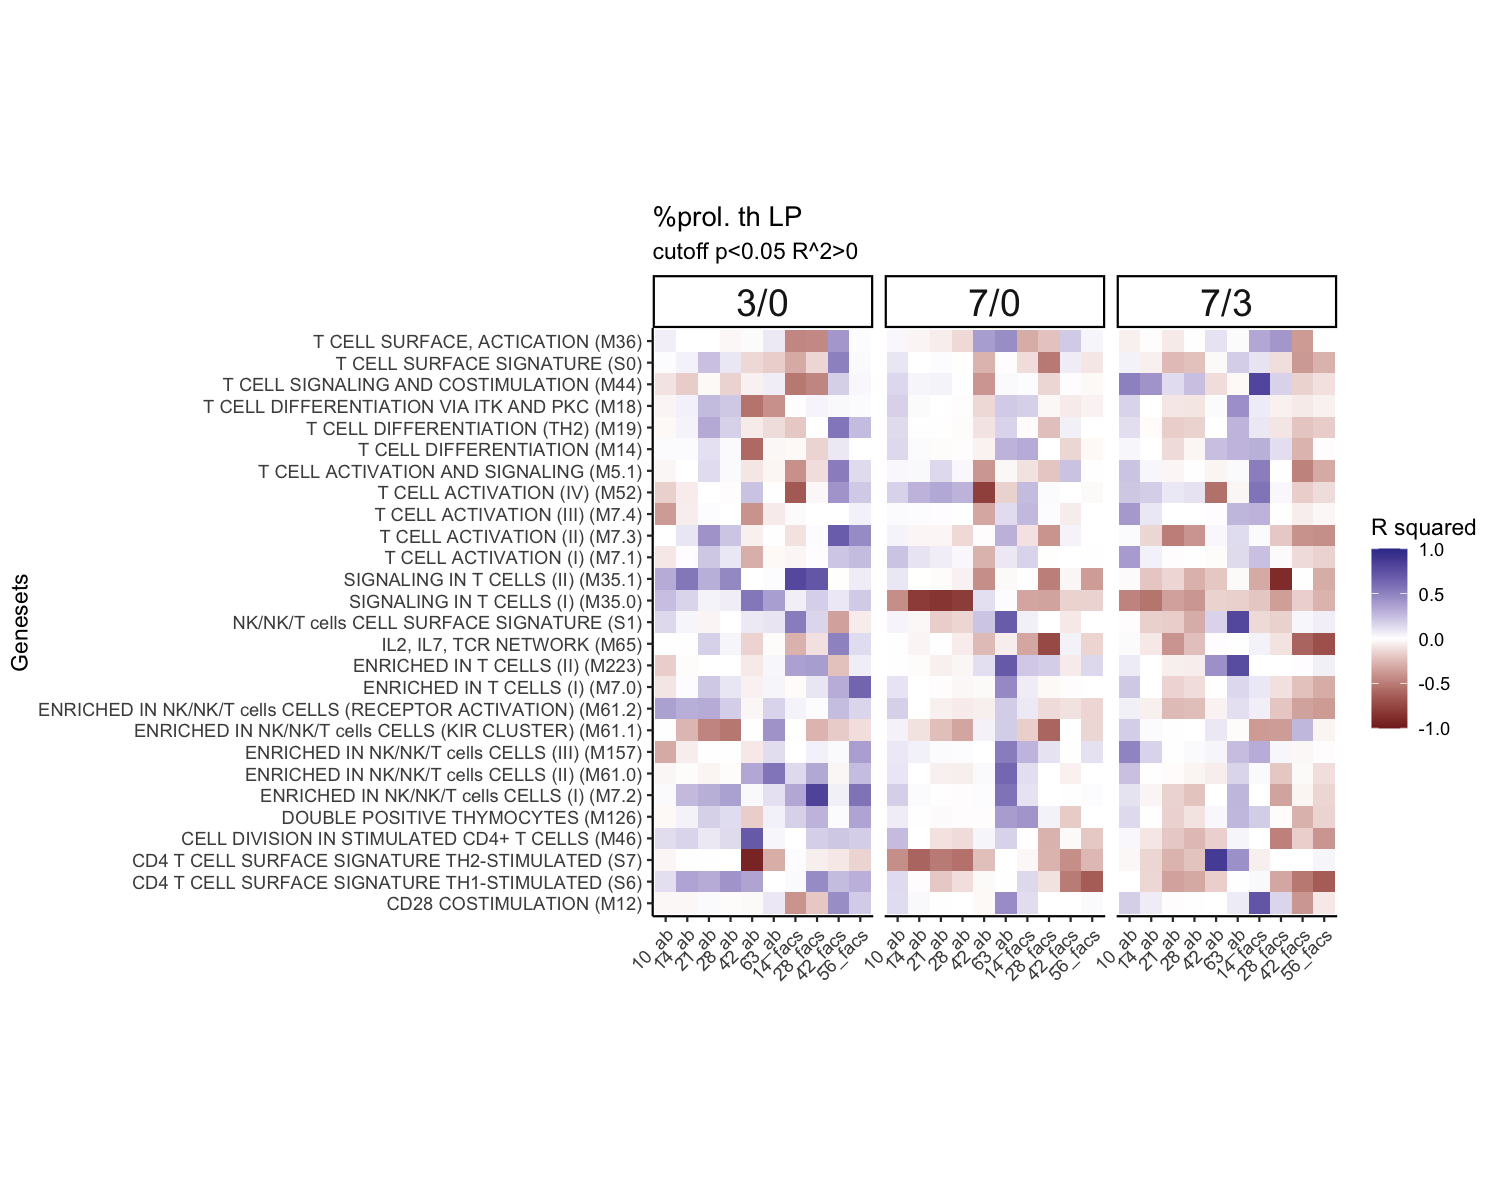 %prol. th LP
cutoff p<0.05 R^2>0
3/0 7/0 7/3
T CELL SURFACE, ACTICATION (M36)
T CELL SURFACE SIGNATURE (S0)
T CELL SIGNALING AND COSTIMULATION (M44)
T CELL DIFFERENTIATION VIA ITK AND PKC (M18)
T CELL DIFFERENTIATION (TH2) (M19)
T CELL DIFFERENTIATION (M14)
T CELL ACTIVATION AND SIGNALING (M5.1)
T CELL ACTIVATION (IV) (M52)
T CELL ACTIVATION (III) (M7.4)
T CELL ACTIVATION (II) (M7.3)
T CELL ACTIVATION (I) (M7.1)
SIGNALING IN T CELLS (II) (M35.1)
SIGNALING IN T CELLS (I) (M35.0)
NK/NK/T cells CELL SURFACE SIGNATURE (S1)
IL2, IL7, TCR NETWORK (M65)
ENRICHED IN T CELLS (II) (M223)
ENRICHED IN T CELLS (I) (M7.0)
ENRICHED IN NK/NK/T cells CELLS (RECEPTOR ACTIVATION) (M61.2)
ENRICHED IN NK/NK/T cells CELLS (KIR CLUSTER) (M61.1)
ENRICHED IN NK/NK/T cells CELLS (III) (M157)
ENRICHED IN NK/NK/T cells CELLS (II) (M61.0)
ENRICHED IN NK/NK/T cells CELLS (I) (M7.2)
DOUBLE POSITIVE THYMOCYTES (M126)
CELL DIVISION IN STIMULATED CD4+ T CELLS (M46)
CD4 T CELL SURFACE SIGNATURE TH2-STIMULATED (S7)
CD4 T CELL SURFACE SIGNATURE TH1-STIMULATED (S6)
CD28 COSTIMULATION (M12)
Genesets
10_ab 14_ab 21_ab 28_ab 42_ab 63_ab 14_facs 28_facs 42_facs 56_facs
10_ab 14_ab 21_ab 28_ab 42_ab 63_ab 14_facs 28_facs 42_facs 56_facs
10_ab 14_ab 21_ab 28_ab 42_ab 63_ab 14_facs 28_facs 42_facs 56_facs
R squared
1.0
0.5
0.0
-0.5
-1.0